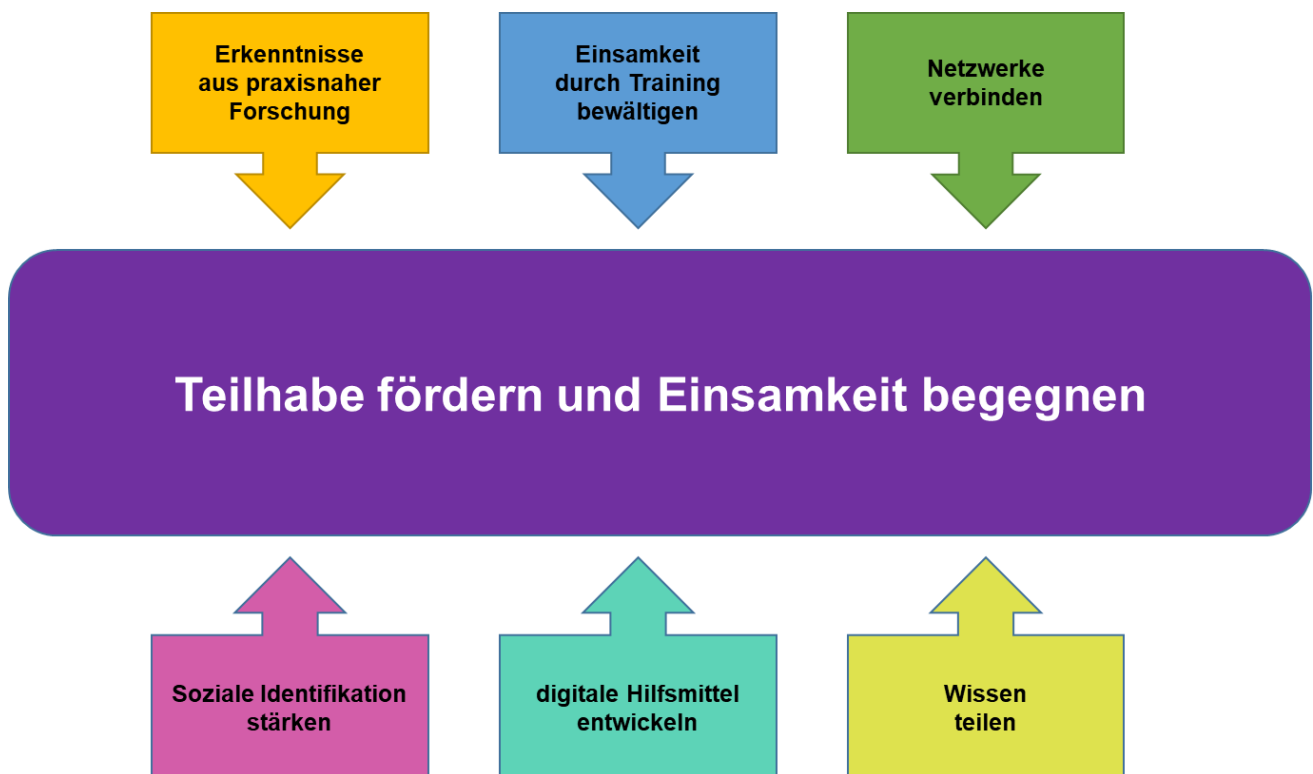 Erkenntnisse
aus praxisnaher
Forschung
Einsamkeit
durch Training
bewältigen
Netzwerke
verbinden
Teilhabe fördern und Einsamkeit begegnen
Soziale Identifikation
stärken
digitale Hilfsmittel
entwickeln
Wissen
teilen